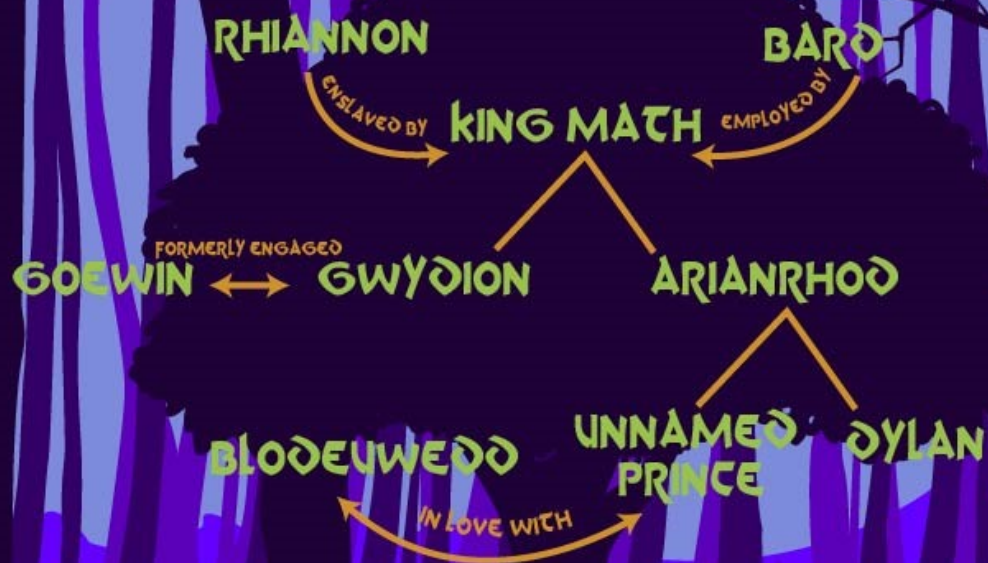 RHIANNON
BARD
ENSLAVED BY
KING MATH
EMPLOYED BY
FORMERLY ENGAGED
GOEWIN
GWYDION
ARIANRHOD
BLODEUWEDD
UNNAMED
PRINCE
DYLAN
IN LOVE WITH